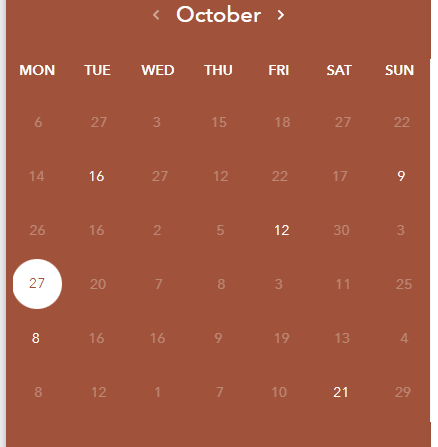 ‹ October ›
MON TUE WED THU FRI SAT SUN
6 27 3 15 18 27 22
14 16 27 12 22 17 9
26 16 2 5 12 30 3
27 20 7 8 3 11 25
8 16 16 9 19 13 4
8 12 1 7 10 21 29